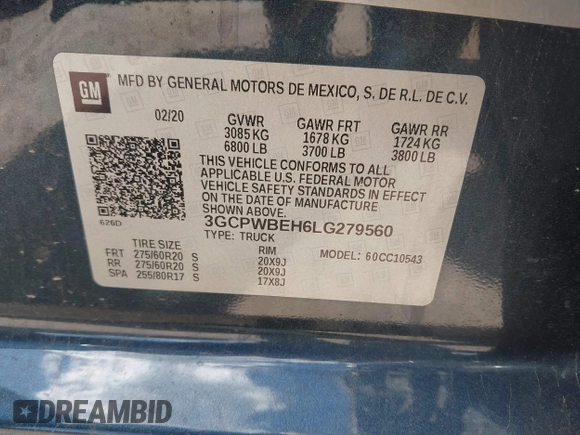 GM
MFD BY GENERAL MOTORS DE MEXICO, S. DE R.L. DE C.V.
02/20 GVWR GAWR FRT GAWR RR
3085 KG 1678 KG 1724 KG
6800 LB 3700 LB 3800 LB
THIS VEHICLE CONFORMS TO ALL
APPLICABLE U.S. FEDERAL MOTOR
VEHICLE SAFETY STANDARDS IN EFFECT
ON THE DATE OF MANUFACTURE
SHOWN ABOVE.
626D
3GCPWBEH6LG279560
TYPE: TRUCK MODEL: 60CC10543
TIRE SIZE RIM
FRT 275/60R20 S 20X9J
RR 275/60R20 S 20X9J
SPA 255/80R17 S 17X8J
DREAMBID